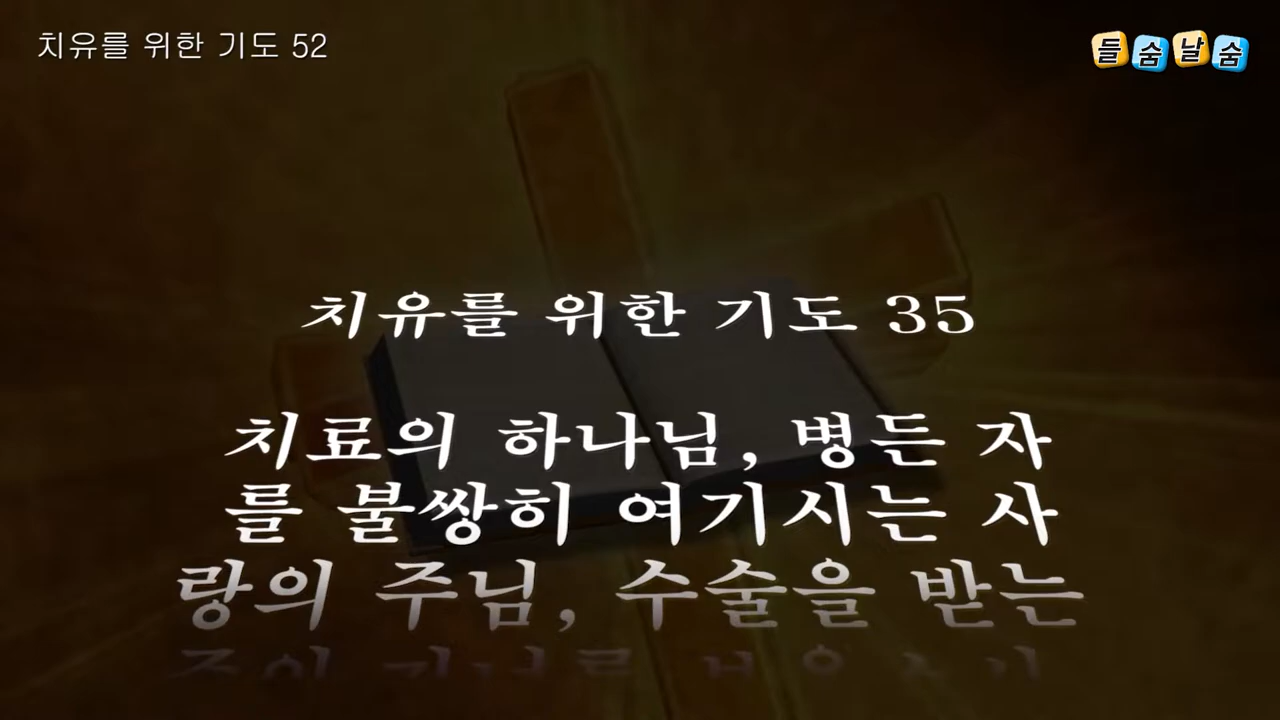 치유를 위한 기도 52
들숨날숨
치유를 위한 기도 35
치료의 하나님, 병든 자
를 불쌍히 여기시는 사
랑의 주님, 수술을 받는